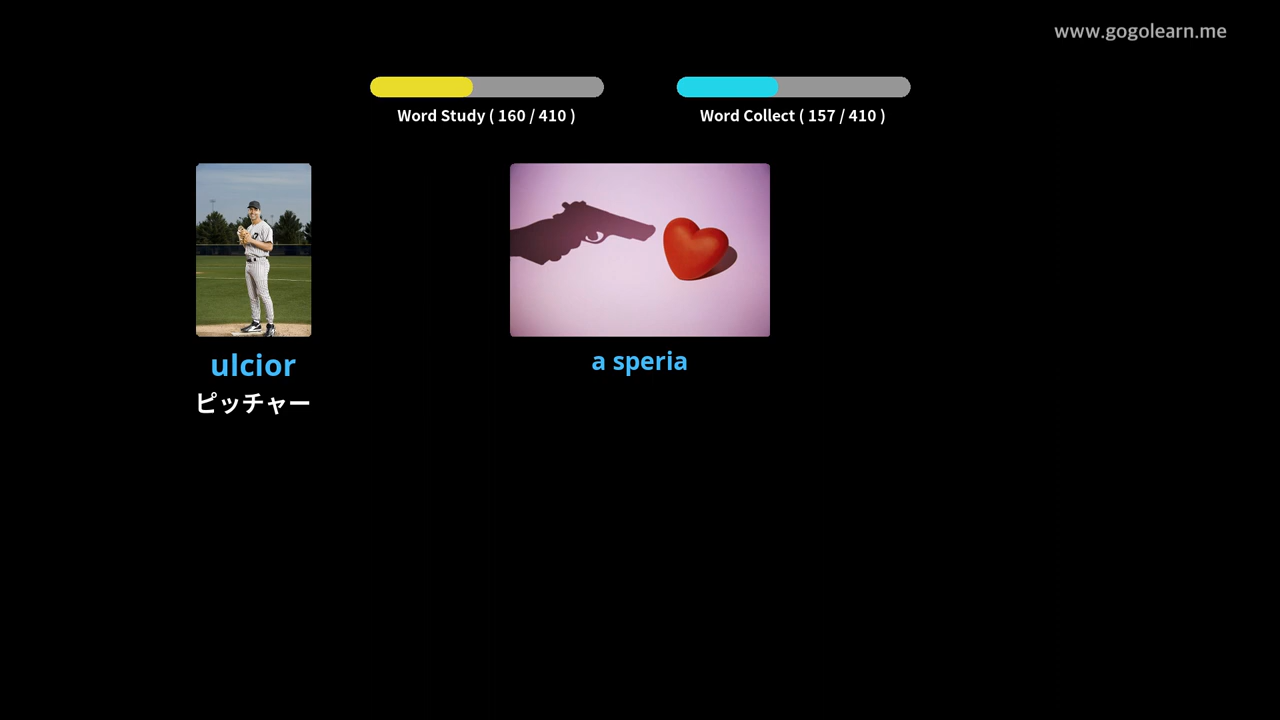 www.gogolearn.me
Word Study ( 160 / 410 )
Word Collect ( 157 / 410 )
ulcior
ピッチャー
a speria